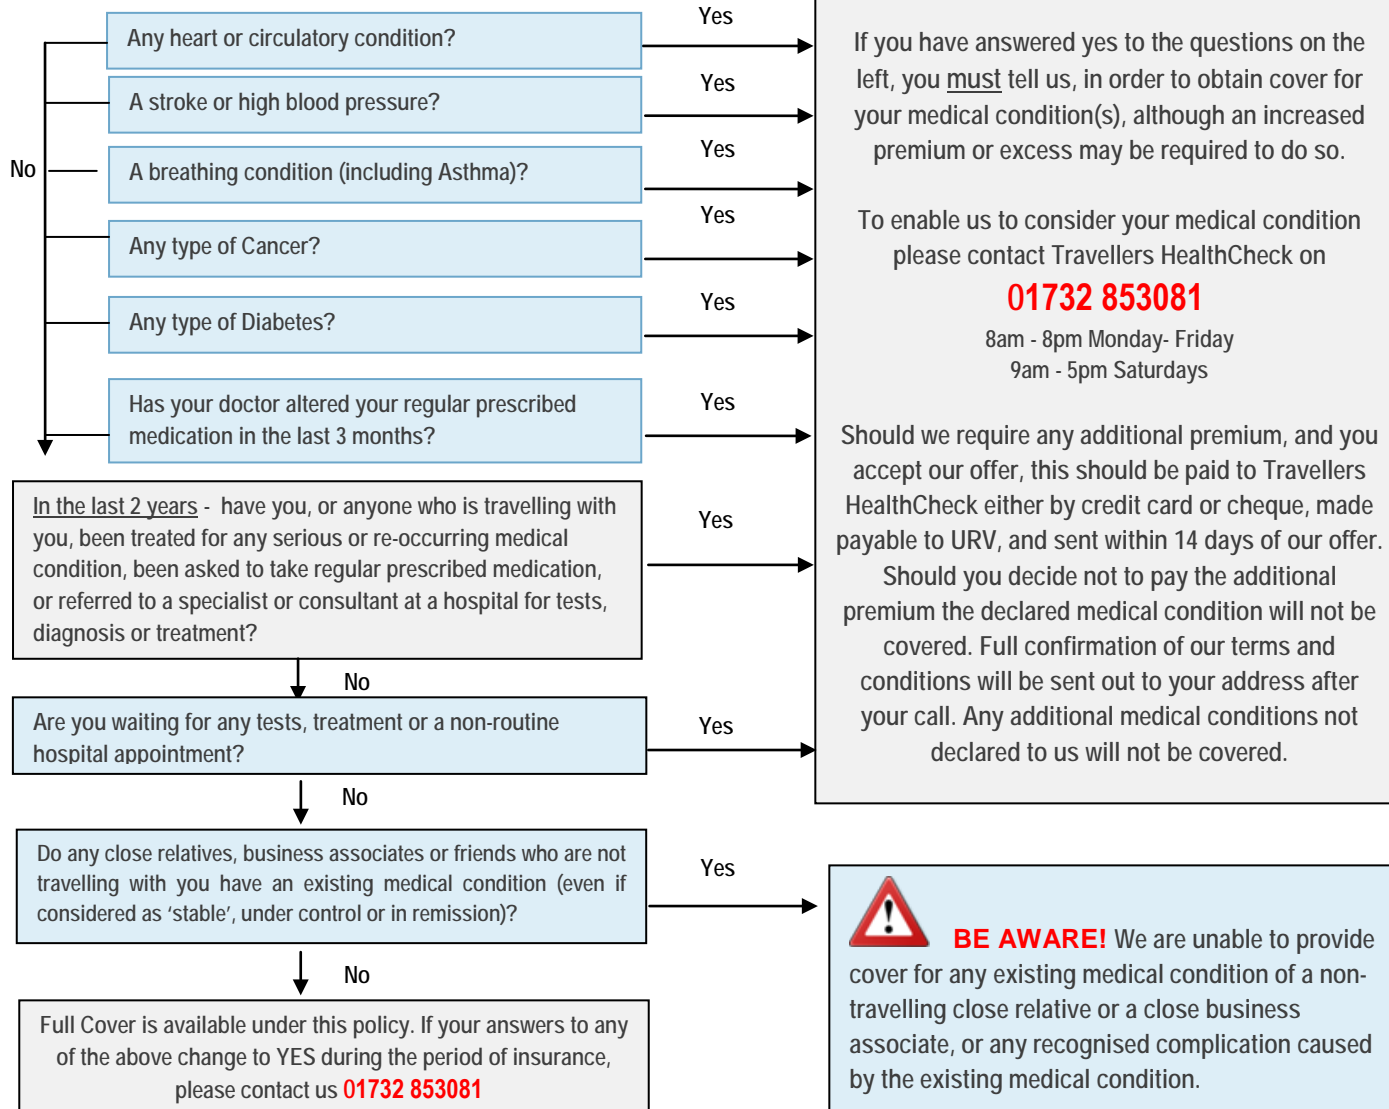 Yes
Any heart or circulatory condition?
Yes
A stroke or high blood pressure?
Yes
No
A breathing condition (including Asthma)?
Yes
Any type of Cancer?
Yes
Any type of Diabetes?
Yes
Has your doctor altered your regular prescribed
medication in the last 3 months?
In the last 2 years - have you, or anyone who is travelling with
you, been treated for any serious or re-occurring medical
condition, been asked to take regular prescribed medication,
or referred to a specialist or consultant at a hospital for tests,
diagnosis or treatment?
Yes
No
Are you waiting for any tests, treatment or a non-routine
hospital appointment?
Yes
No
Do any close relatives, business associates or friends who are not
travelling with you have an existing medical condition (even if
considered as ‘stable’, under control or in remission)?
Yes
No
Full Cover is available under this policy. If your answers to any
of the above change to YES during the period of insurance,
please contact us 01732 853081
If you have answered yes to the questions on the
left, you must tell us, in order to obtain cover for
your medical condition(s), although an increased
premium or excess may be required to do so.
To enable us to consider your medical condition
please contact Travellers HealthCheck on
01732 853081
8am - 8pm Monday- Friday
9am - 5pm Saturdays
Should we require any additional premium, and you
accept our offer, this should be paid to Travellers
HealthCheck either by credit card or cheque, made
payable to URV, and sent within 14 days of our offer.
Should you decide not to pay the additional
premium the declared medical condition will not be
covered. Full confirmation of our terms and
conditions will be sent out to your address after
your call. Any additional medical conditions not
declared to us will not be covered.
BE AWARE! We are unable to provide
cover for any existing medical condition of a non-
travelling close relative or a close business
associate, or any recognised complication caused
by the existing medical condition.